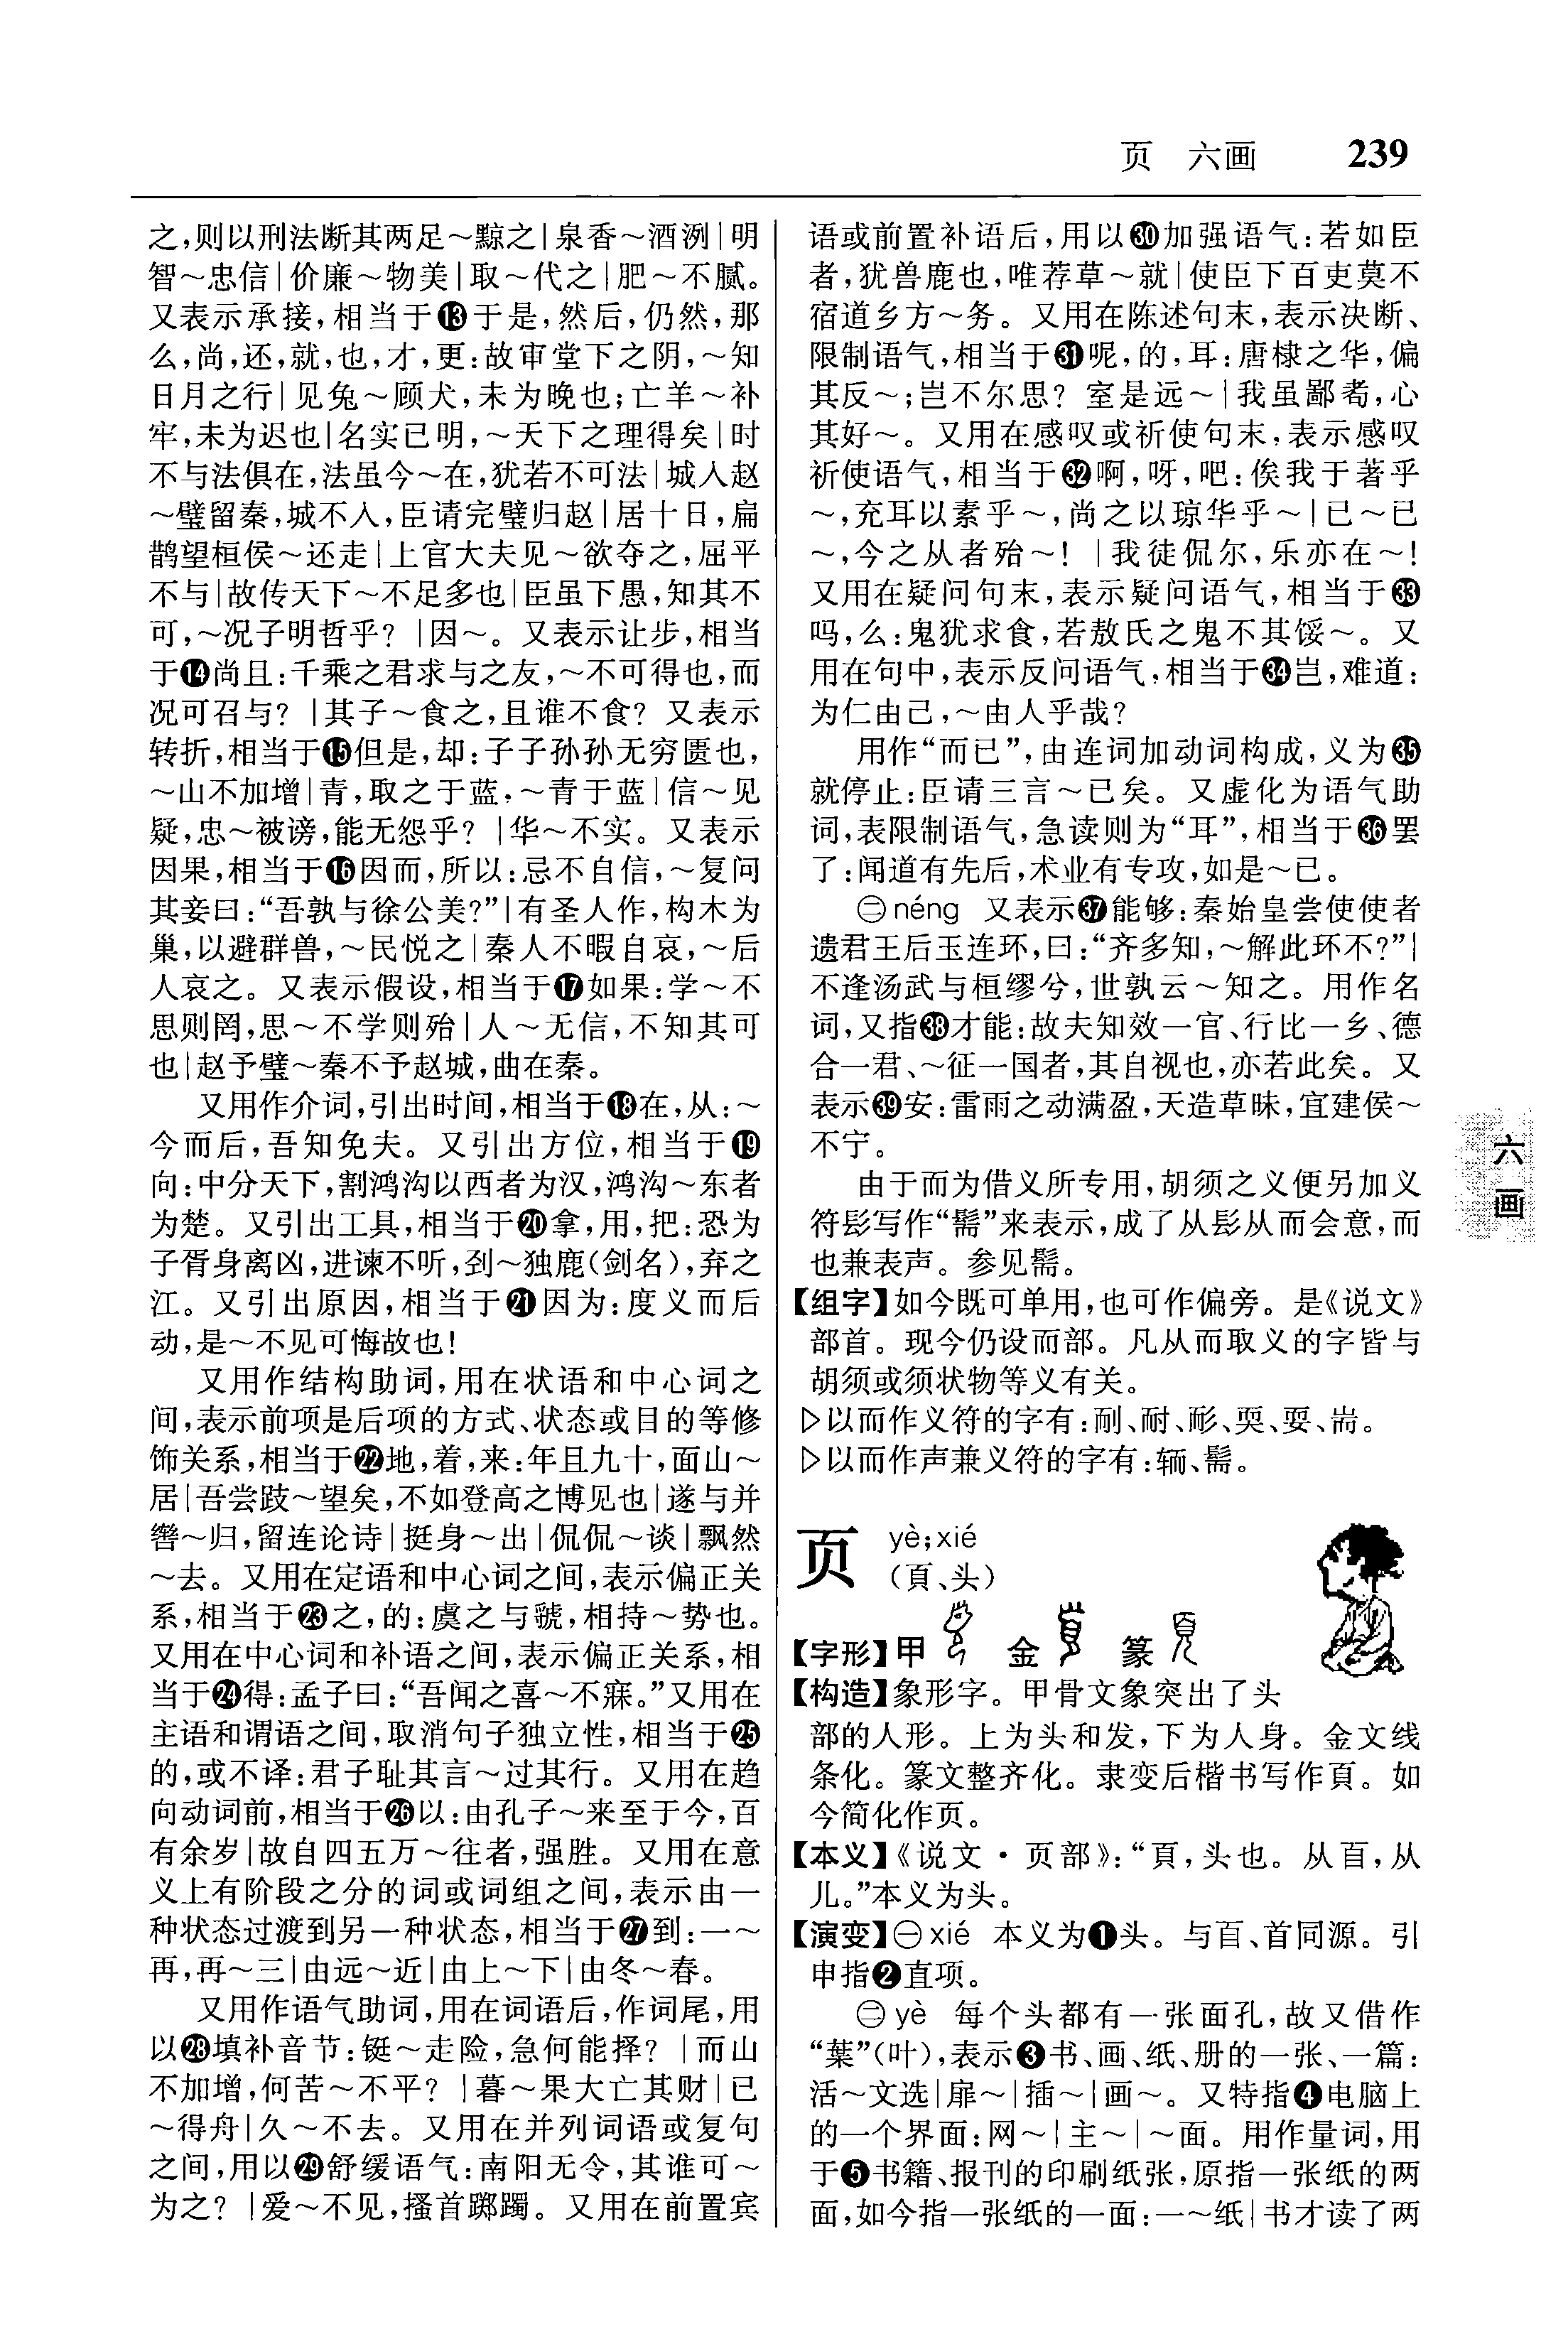 页　六画　239
之,则以刑法断其两足～黥之|泉香～酒洌|明
智～忠信|价廉～物美|取～代之|肥～不腻。
又表示承接,相当于⓭于是,然后,仍然,那
么,尚,还,就,也,才,更:故审堂下之阴,～知
日月之行|见兔～顾犬,未为晚也;亡羊～补
牢,未为迟也|名实已明,～天下之理得矣|时
不与法俱在,法虽今～在,犹若不可法|城入赵
～璧留秦,城不入,臣请完璧归赵|居十日,扁
鹊望桓侯～还走|上官大夫见～欲夺之,屈平
不与|故传天下～不足多也|臣虽下愚,知其不
可,～况子明哲乎？|因～。又表示让步,相当
于⓮尚且:千乘之君求与之友,～不可得也,而
况可召与？|其子～食之,且谁不食？又表示
转折,相当于⓯但是,却:子子孙孙无穷匮也,
～山不加增|青,取之于蓝,～青于蓝|信～见
疑,忠～被谤,能无怨乎？|华～不实。又表示
因果,相当于⓰因而,所以:忌不自信,～复问
其妾曰:“吾孰与徐公美?”|有圣人作,构木为
巢,以避群兽,～民悦之|秦人不暇自哀,～后
人哀之。又表示假设,相当于⓱如果:学～不
思则罔,思～不学则殆|人～无信,不知其可
也|赵予璧～秦不予赵城,曲在秦。
又用作介词,引出时间,相当于⓲在,从:～
今而后,吾知免夫。又引出方位,相当于⓳
向:中分天下,割鸿沟以西者为汉,鸿沟～东者
为楚。又引出工具,相当于⓴拿,用,把:恐为
子胥身离凶,进谏不听,刭～独鹿(剑名),弃之
江。又引出原因,相当于㉑因为:度义而后
动,是～不见可悔故也!
又用作结构助词,用在状语和中心词之
间,表示前项是后项的方式、状态或目的等修
饰关系,相当于㉒地,着,来:年且九十,面山～
居|吾尝跂～望矣,不如登高之博见也|遂与并
辔～归,留连论诗|挺身～出|侃侃～谈|飘然
～去。又用在定语和中心词之间,表示偏正关
系,相当于㉓之,的:虞之与虢,相持～势也。
又用在中心词和补语之间,表示偏正关系,相
当于㉔得:孟子曰:“吾闻之喜～不寐。”又用在
主语和谓语之间,取消句子独立性,相当于㉕
的,或不译:君子耻其言～过其行。又用在趋
向动词前,相当于㉖以:由孔子～来至于今,百
有余岁|故自四五万～往者,强胜。又用在意
义上有阶段之分的词或词组之间,表示由一
种状态过渡到另一种状态,相当于㉗到:一～
再,再～三|由远～近|由上～下|由冬～春。
又用作语气助词,用在词语后,作词尾,用
以㉘填补音节:铤～走险,急何能择？|而山
不加增,何苦～不平？|暮～果大亡其财|已
～得舟|久～不去。又用在并列词语或复句
之间,用以㉙舒缓语气:南阳无令,其谁可～
为之？|爱～不见,搔首踯躅。又用在前置宾
语或前置补语后,用以㉚加强语气:若如臣
者,犹兽鹿也,唯荐草～就|使臣下百吏莫不
宿道乡方～务。又用在陈述句末,表示决断、
限制语气,相当于㉛呢,的,耳:唐棣之华,偏
其反～;岂不尔思？室是远～|我虽鄙耇,心
其好～。又用在感叹或祈使句末,表示感叹
祈使语气,相当于㉜啊,呀,吧:俟我于著乎
～,充耳以素乎～,尚之以琼华乎～|已～已
～,今之从者殆～!|我徒侃尔,乐亦在～!
又用在疑问句末,表示疑问语气,相当于㉝
吗,么:鬼犹求食,若敖氏之鬼不其馁～。又
用在句中,表示反问语气,相当于㉞岂,难道:
为仁由己,～由人乎哉？
用作“而已”,由连词加动词构成,义为㉟
就停止:臣请三言～已矣。又虚化为语气助
词,表限制语气,急读则为“耳”,相当于㊱罢
了:闻道有先后,术业有专攻,如是～已。
㊁néng　又表示㊲能够:秦始皇尝使使者
遗君王后玉连环,曰:“齐多知,～解此环不?”|
不逢汤武与桓缪兮,世孰云～知之。用作名
词,又指㊳才能:故夫知效一官、行比一乡、德
合一君、～征一国者,其自视也,亦若此矣。又
表示㊴安:雷雨之动满盈,天造草昧,宜建侯～
不宁。
由于而为借义所专用,胡须之义便另加义
符髟写作“髵”来表示,成了从髟从而会意,而
也兼表声。参见髵。
【组字】如今既可单用,也可作偏旁。是《说文》
部首。现今仍设而部。凡从而取义的字皆与
胡须或须状物等义有关。
▷以而作义符的字有:耏、耐、耏、耎、耍、耑。
▷以而作声兼义符的字有:轜、髵。
页　yè;xié
(頁、头)
【字形】甲　金　篆
【构造】象形字。甲骨文象突出了头
部的人形。上为头和发,下为人身。金文线
条化。篆文整齐化。隶变后楷书写作頁。如
今简化作页。
【本义】《说文·页部》:“頁,头也。从𦣻,从
儿。”本义为头。
【演变】㊀xié　本义为❶头。与𦣻、首同源。引
申指❷直项。
㊁yè　每个头都有一张面孔,故又借作
“葉”(叶),表示❸书、画、纸、册的一张、一篇:
活～文选|扉～|插～|画～。又特指❹电脑上
的一个界面:网～|主～|～面。用作量词,用
于❺书籍、报刊的印刷纸张,原指一张纸的两
面,如今指一张纸的一面:一～纸|书才读了两
六画